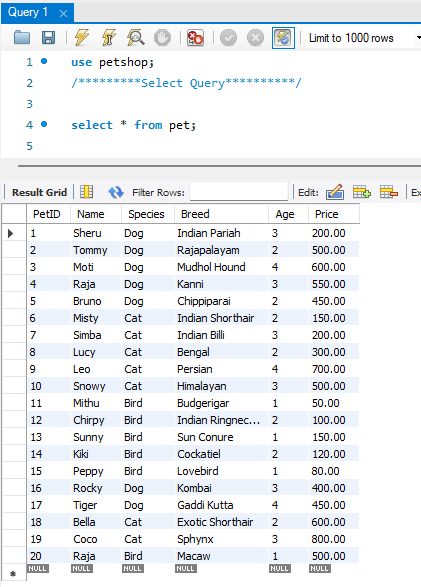 Query 1
Limit to 1000 rows
1 use petshop;
2 /*********Select Query**********/
3
4 select * from pet;
5
Result Grid Filter Rows: Edit:
PetID Name Species Breed Age Price
1 Sheru Dog Indian Pariah 3 200.00
2 Tommy Dog Rajapalayam 2 500.00
3 Moti Dog Mudhol Hound 4 600.00
4 Raja Dog Kanni 3 550.00
5 Bruno Dog Chippiparai 2 450.00
6 Misty Cat Indian Shorthair 2 150.00
7 Simba Cat Indian Billi 3 200.00
8 Lucy Cat Bengal 2 300.00
9 Leo Cat Persian 4 700.00
10 Snowy Cat Himalayan 3 500.00
11 Mithu Bird Budgerigar 1 50.00
12 Chirpy Bird Indian Ringnec... 2 100.00
13 Sunny Bird Sun Conure 1 150.00
14 Kiki Bird Cockatiel 2 120.00
15 Peppy Bird Lovebird 1 80.00
16 Rocky Dog Kombai 3 400.00
17 Tiger Dog Gaddi Kutta 4 450.00
18 Bella Cat Exotic Shorthair 2 600.00
19 Coco Cat Sphynx 3 800.00
20 Raja Bird Macaw 1 500.00
NULL NULL NULL NULL NULL NULL